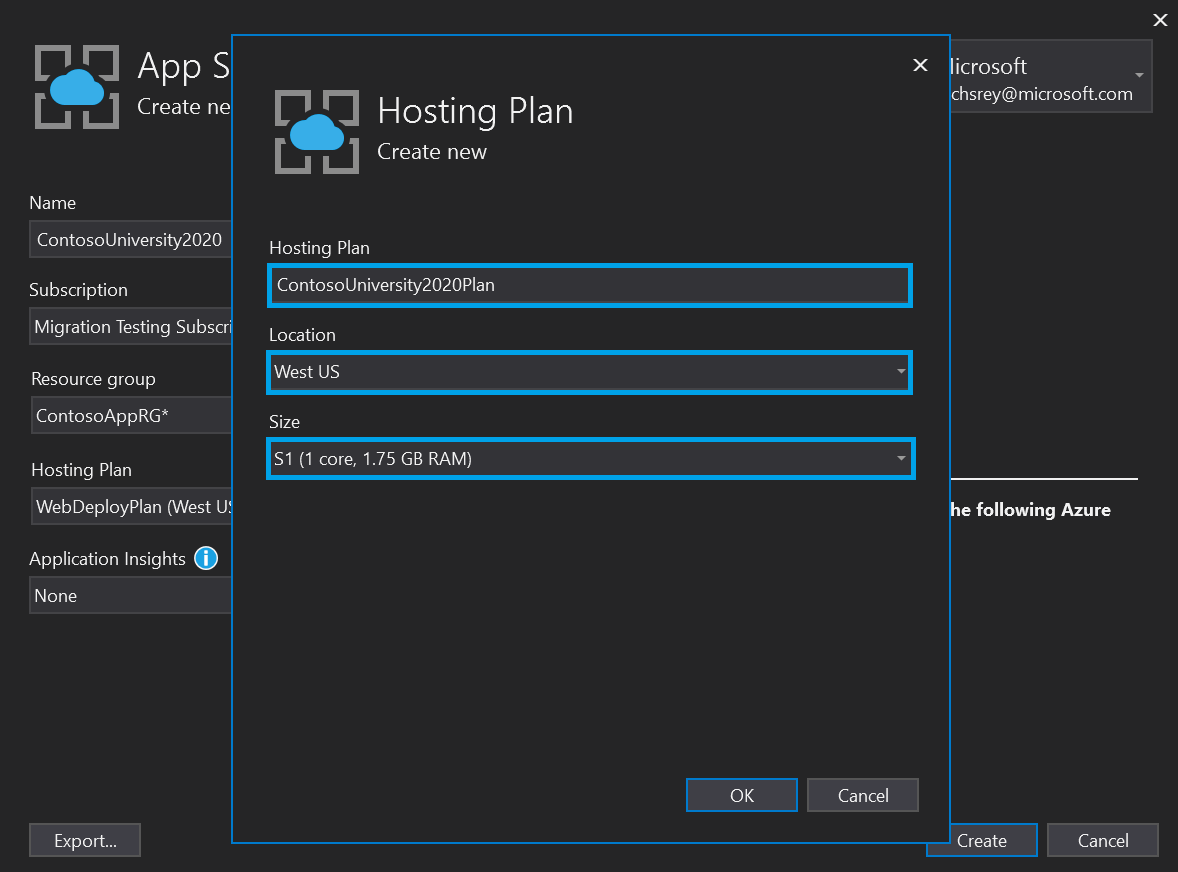 App S
Create ne
licrosoft
chsrey@microsoft.com
Name
ContosoUniversity2020
Subscription
Migration Testing Subscri
Resource group
ContosoAppRG*
Hosting Plan
WebDeployPlan (West US
Application Insights
None
Export...
Hosting Plan
Create new
Hosting Plan
ContosoUniversity2020Plan
Location
West US
Size
S1 (1 core, 1.75 GB RAM)
OK
Cancel
he following Azure
Create
Cancel